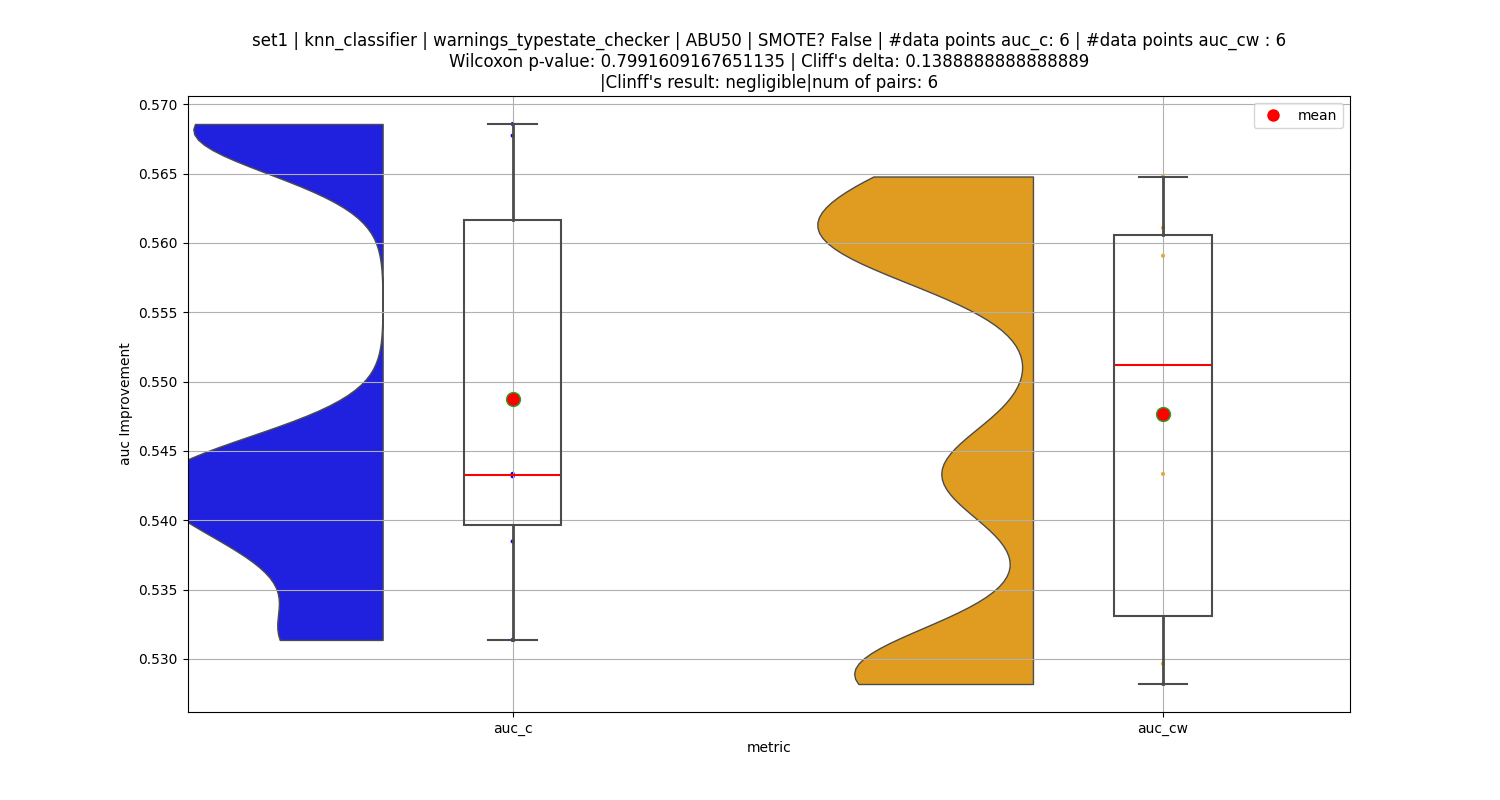 set1 | knn_classifier | warnings_typestate_checker | ABU50 | SMOTE? False | #data points auc_c: 6 | #data points auc_cw : 6
Wilcoxon p-value: 0.7991609167651135 | Cliff's delta: 0.1388888888888889
|Clinff's result: negligible|num of pairs: 6
mean
0.570
0.565
0.560
0.555
0.550
0.545
0.540
0.535
0.530
auc Improvement
auc_c
auc_cw
metric